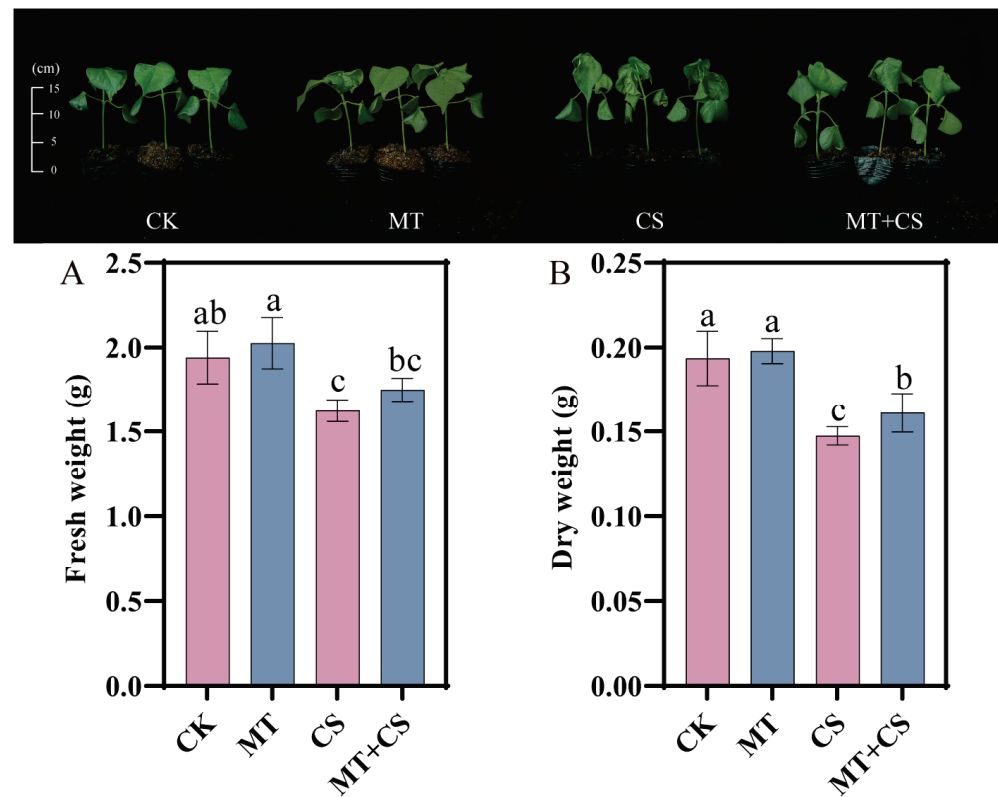 (cm)
15
10
5
0
CK MT CS MT+CS
A
2.5
2.0
1.5
1.0
0.5
0.0
Fresh weight (g)
ab a c bc
CK MT CS MT+CS
B
0.25
0.20
0.15
0.10
0.05
0.00
Dry weight (g)
a a c b
CK MT CS MT+CS